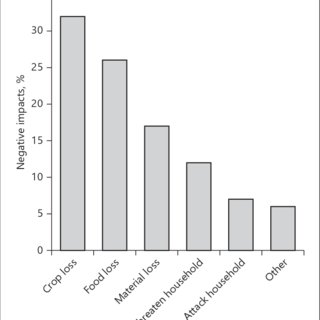 Negative impacts, %
30
25
20
15
10
5
0
Crop loss
Food loss
Material loss
household
Attack household
Other